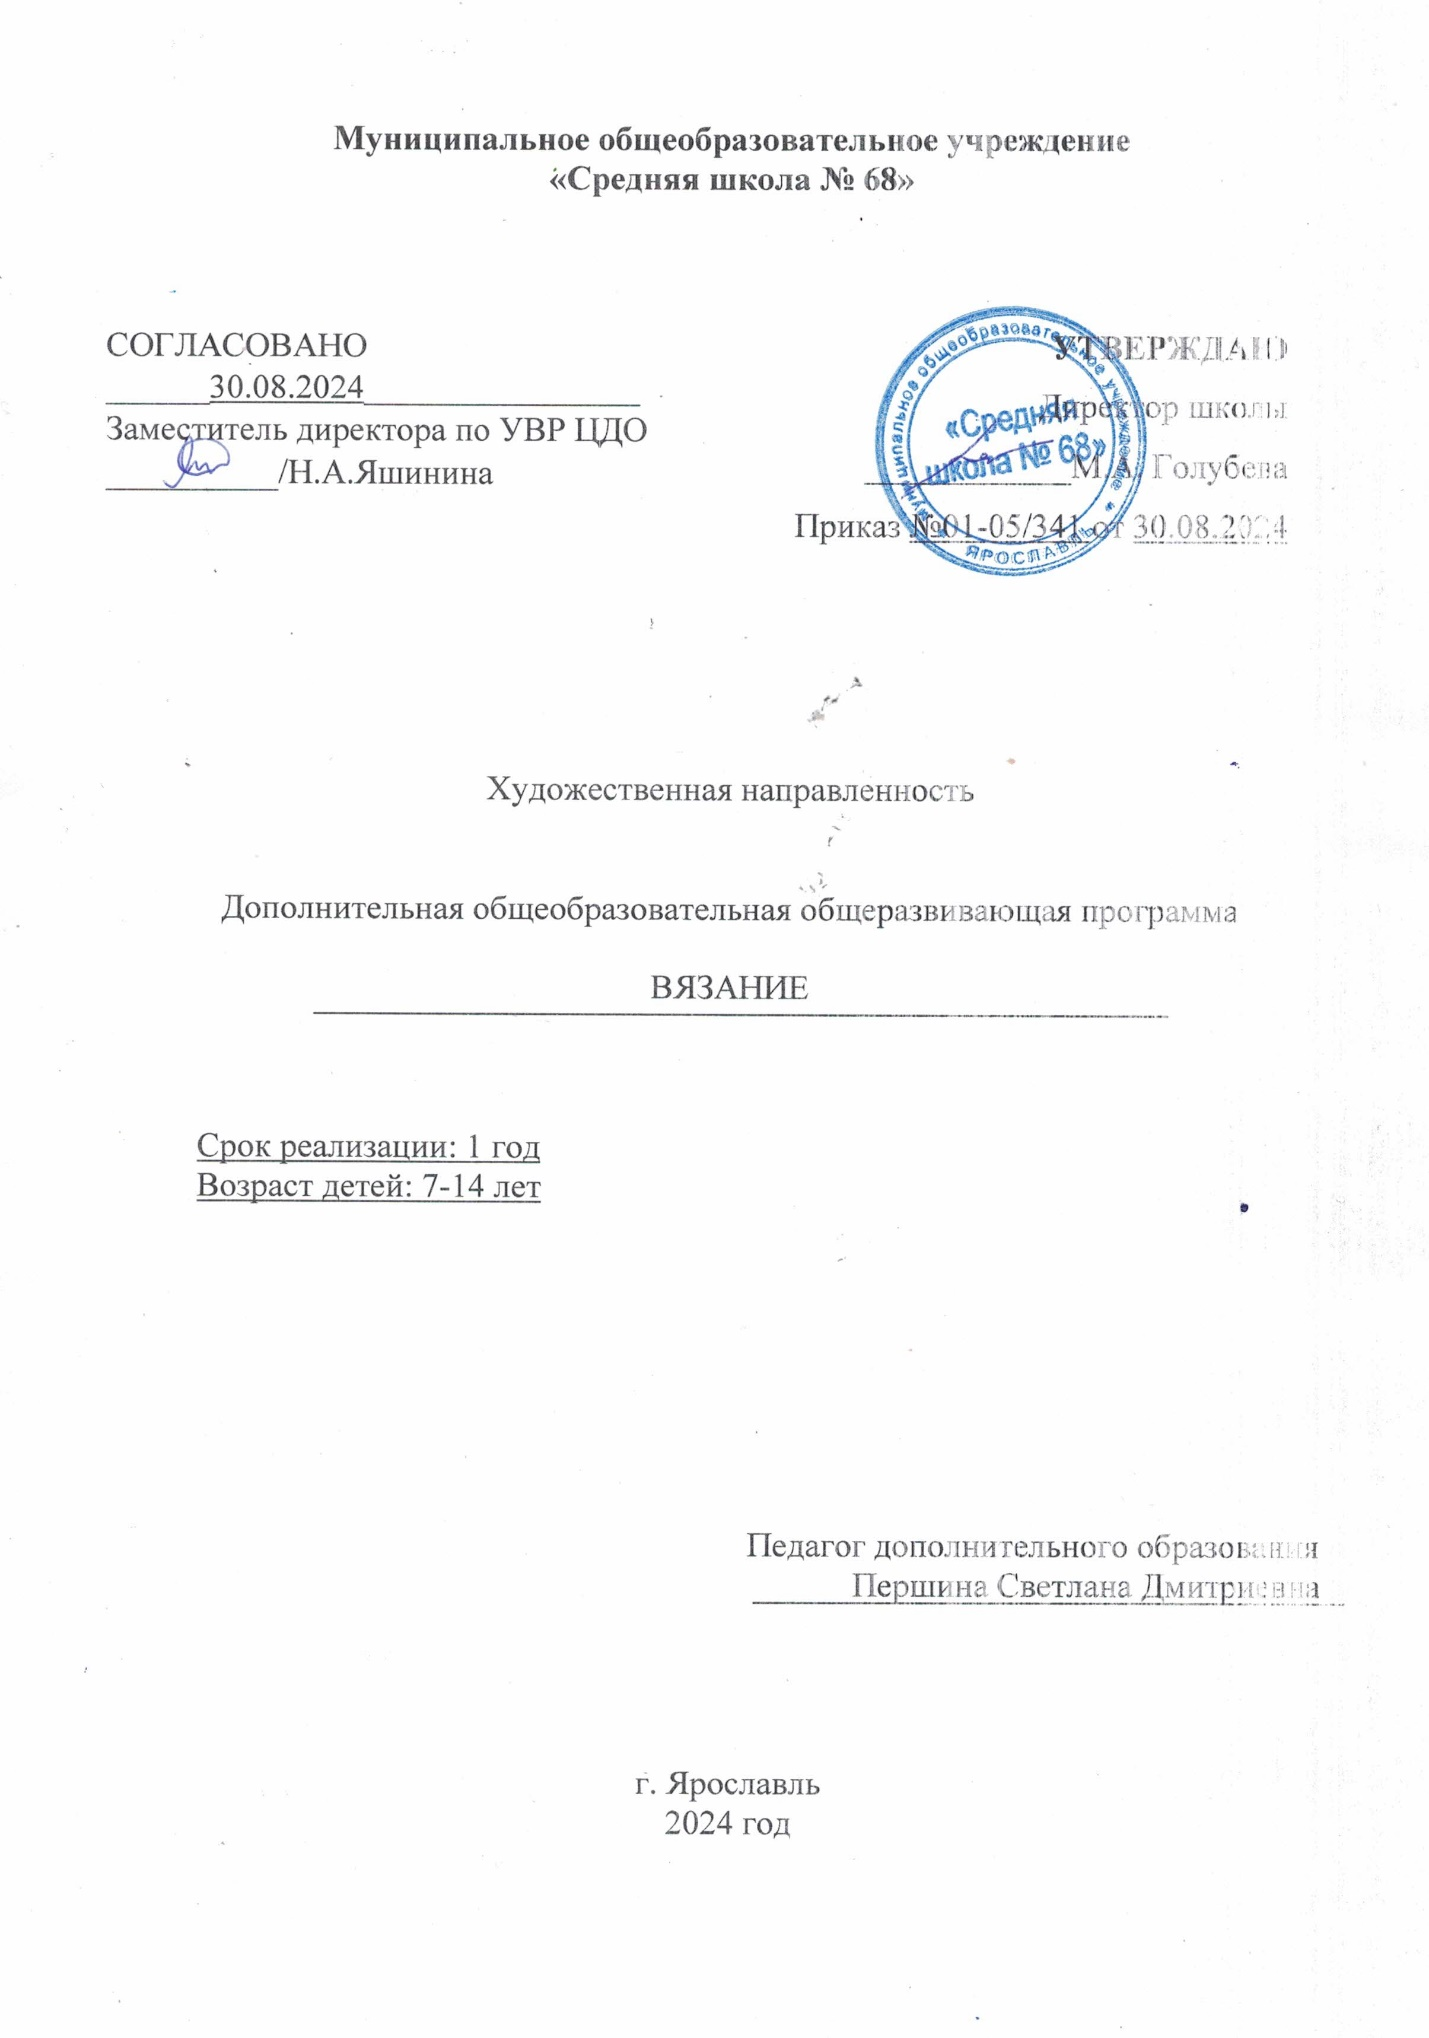 Муниципальное общеобразовательное учреждение
«Средняя школа № 68»
СОГЛАСОВАНО
30.08.2024
Заместитель директора по УВР ЦДО
/Н.А.Яшинина
УТВЕРЖДАЮ
Директор школы
М.А. Голубева
Приказ №01-05/341 от 30.08.2024
муниципальное общеобразовательное учреждение
«Средняя
школа № 68»
ЯРОСЛАВЛЬ
Художественная направленность
Дополнительная общеобразовательная общеразвивающая программа
ВЯЗАНИЕ
Срок реализации: 1 год
Возраст детей: 7-14 лет
Педагог дополнительного образования
Першина Светлана Дмитриевна
г. Ярославль
2024 год